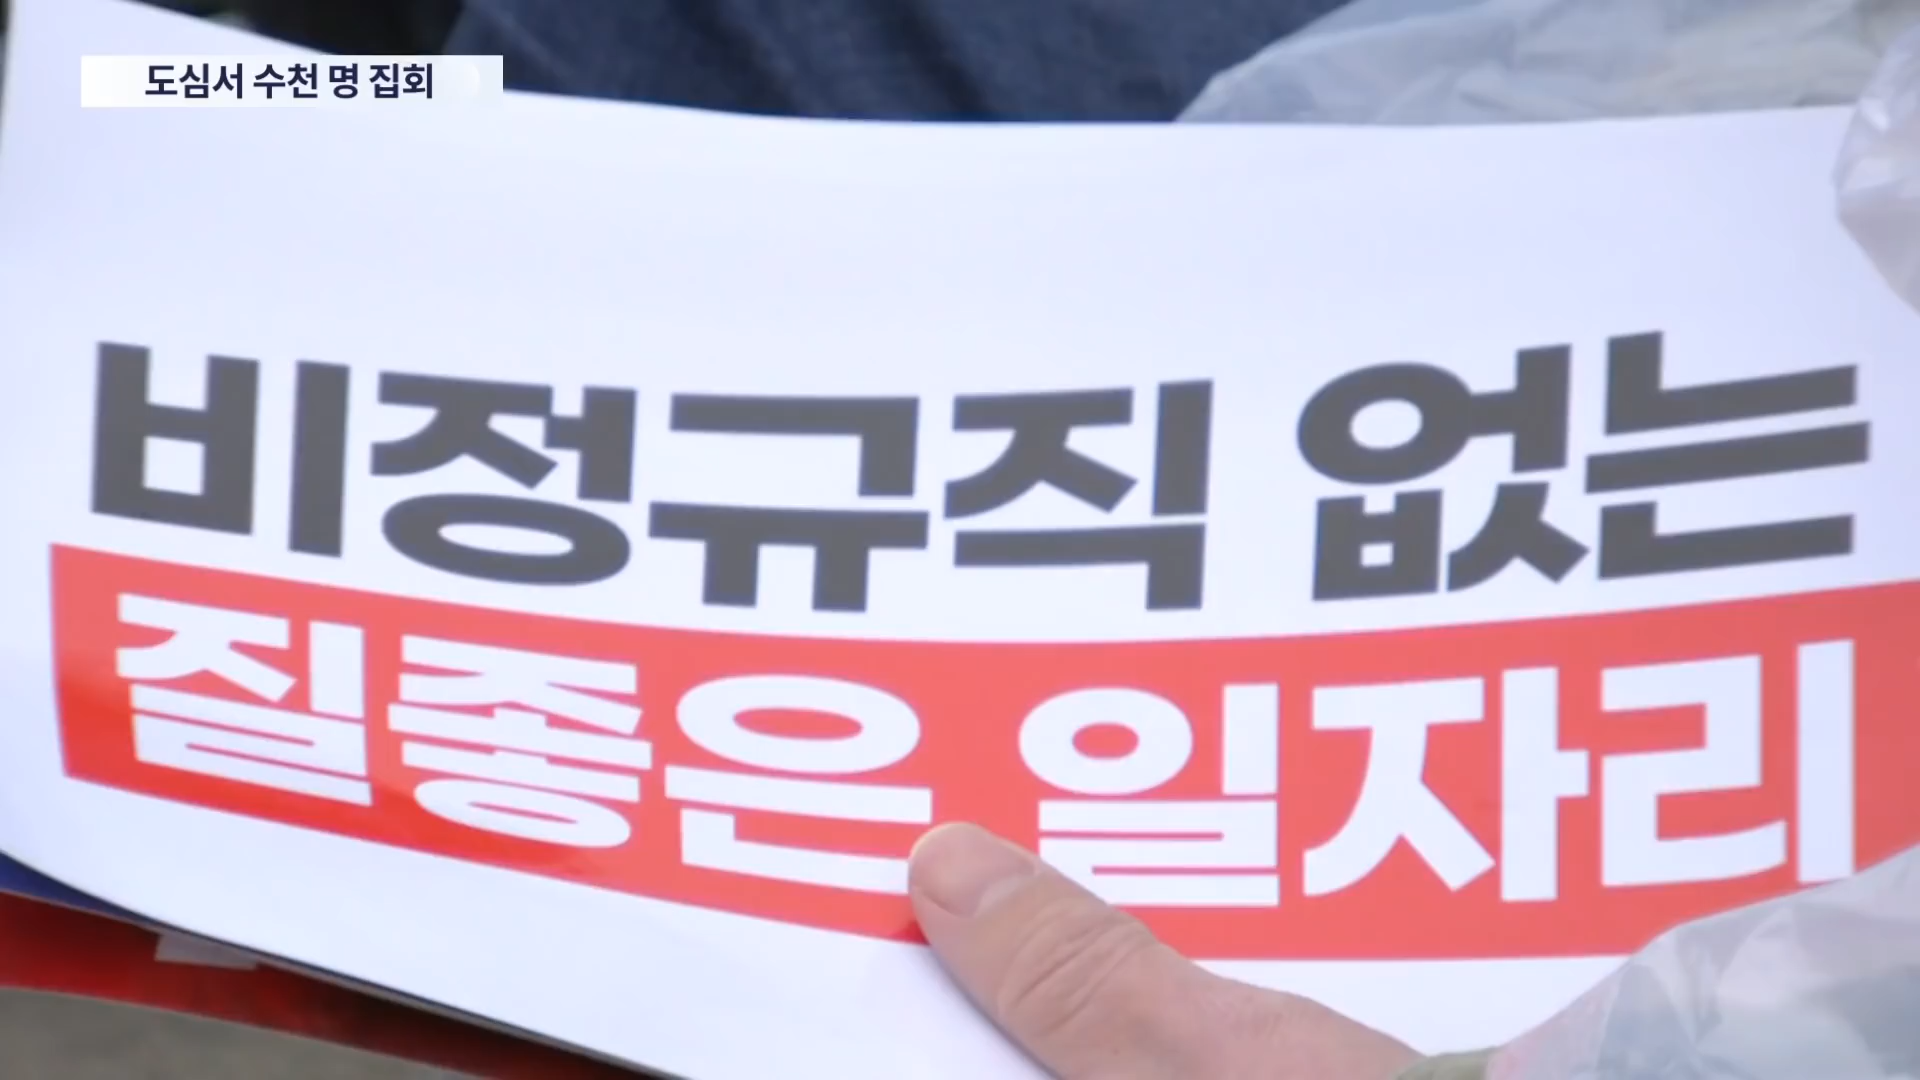 도심서 수천 명 집회
비정규직 없는
질좋은 일자리